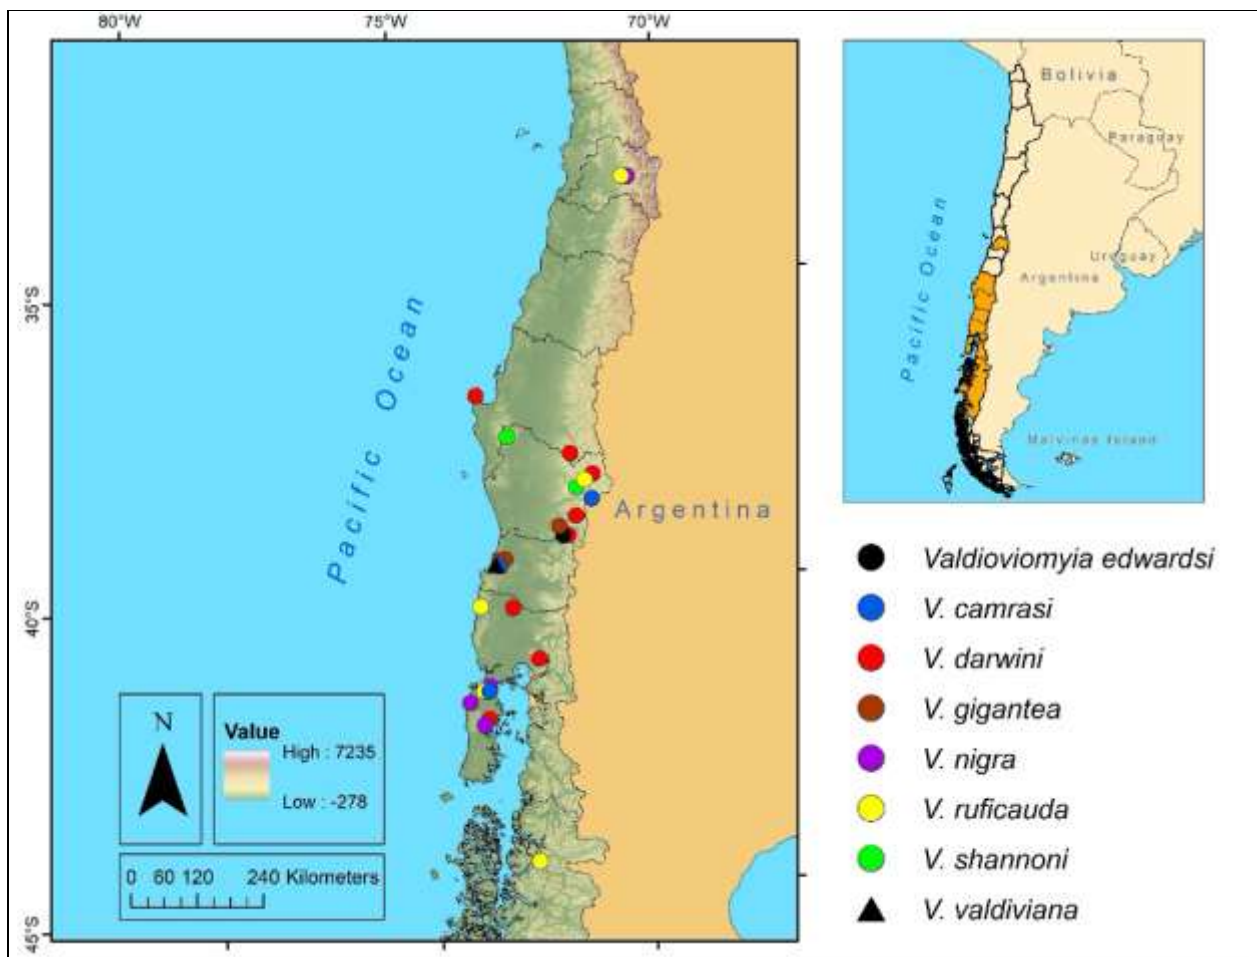 80°W
75°W
70°W
35°S
40°S
45°S
Pacific Ocean
Argentina
N
Value
High : 7235
Low : -278
0 60 120 240 Kilometers
Bolivia
Paraguay
Uruguay
Argentina
Pacific Ocean
Malvinas Island
Valdioviomyia edwardsi
V. camrasi
V. darwini
V. gigantea
V. nigra
V. ruficauda
V. shannoni
V. valdiviana